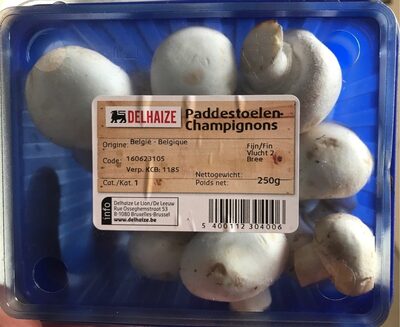 DELHAIZE
Paddestoelen-
Champignons
Origine: België - Belgique
Fijn/Fin
Code: 160623105
Vlucht 2
Verp. KCB: 1185
Bree
Nettogewicht:
Cat./Kat. 1
Poids net:
250g
info
Delhaize Le Lion/De Leeuw
Rue Osseghemstraat 53
B-1080 Bruxelles-Brussel
www.delhaize.be
5 400112 304006